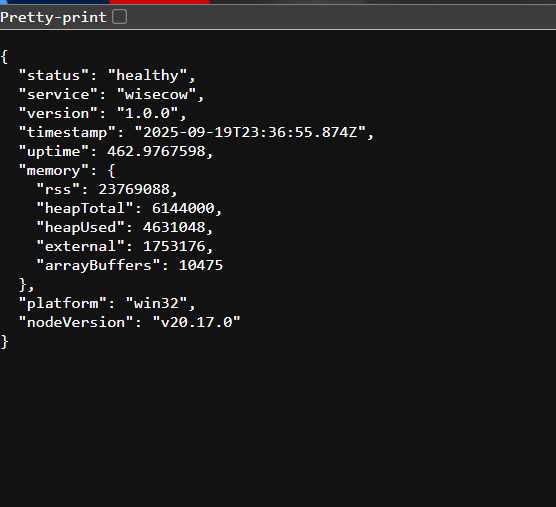 Pretty-print
{
  "status": "healthy",
  "service": "wisecow",
  "version": "1.0.0",
  "timestamp": "2025-09-19T23:36:55.874Z",
  "uptime": 462.9767598,
  "memory": {
    "rss": 23769088,
    "heapTotal": 6144000,
    "heapUsed": 4631048,
    "external": 1753176,
    "arrayBuffers": 10475
  },
  "platform": "win32",
  "nodeVersion": "v20.17.0"
}